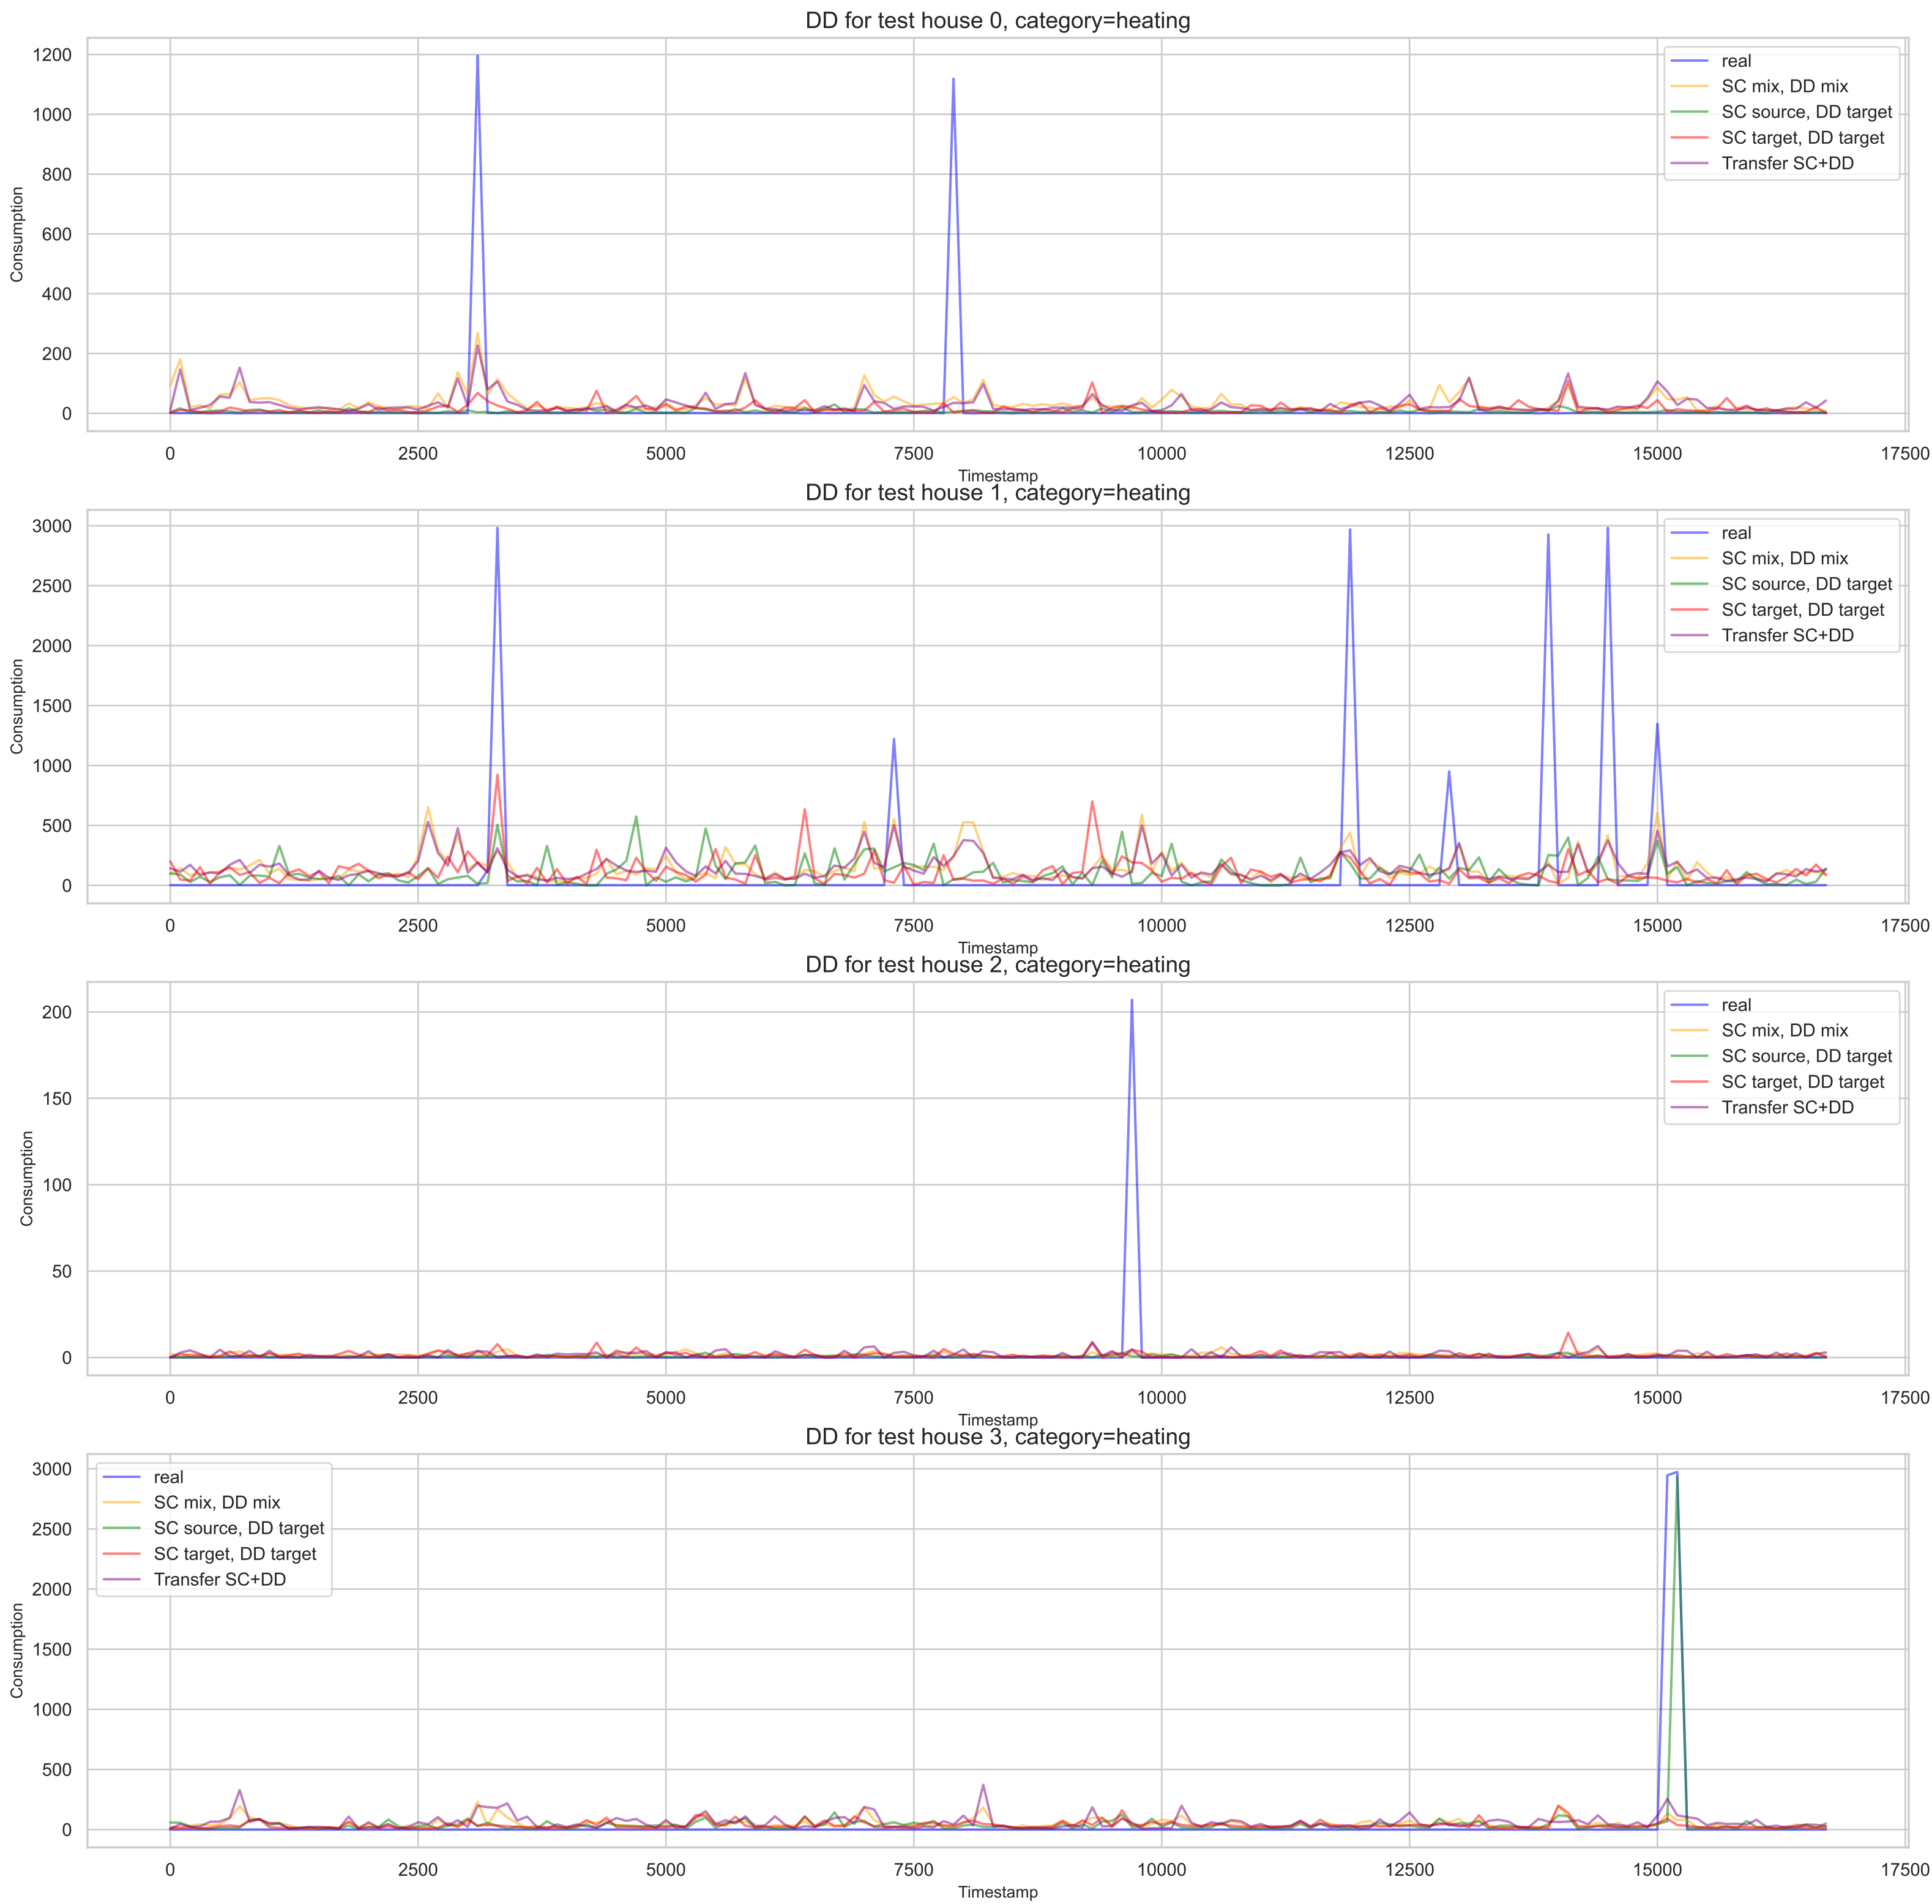 DD for test house 0, category=heating
1200
1000
800
600
400
200
0
Consumption
real
SC mix, DD mix
SC source, DD target
SC target, DD target
Transfer SC+DD
0 2500 5000 7500 10000 12500 15000 17500
Timestamp
DD for test house 1, category=heating
3000
2500
2000
1500
1000
500
0
Consumption
real
SC mix, DD mix
SC source, DD target
SC target, DD target
Transfer SC+DD
0 2500 5000 7500 10000 12500 15000 17500
Timestamp
DD for test house 2, category=heating
200
150
100
50
0
Consumption
real
SC mix, DD mix
SC source, DD target
SC target, DD target
Transfer SC+DD
0 2500 5000 7500 10000 12500 15000 17500
Timestamp
DD for test house 3, category=heating
3000
2500
2000
1500
1000
500
0
Consumption
real
SC mix, DD mix
SC source, DD target
SC target, DD target
Transfer SC+DD
0 2500 5000 7500 10000 12500 15000 17500
Timestamp